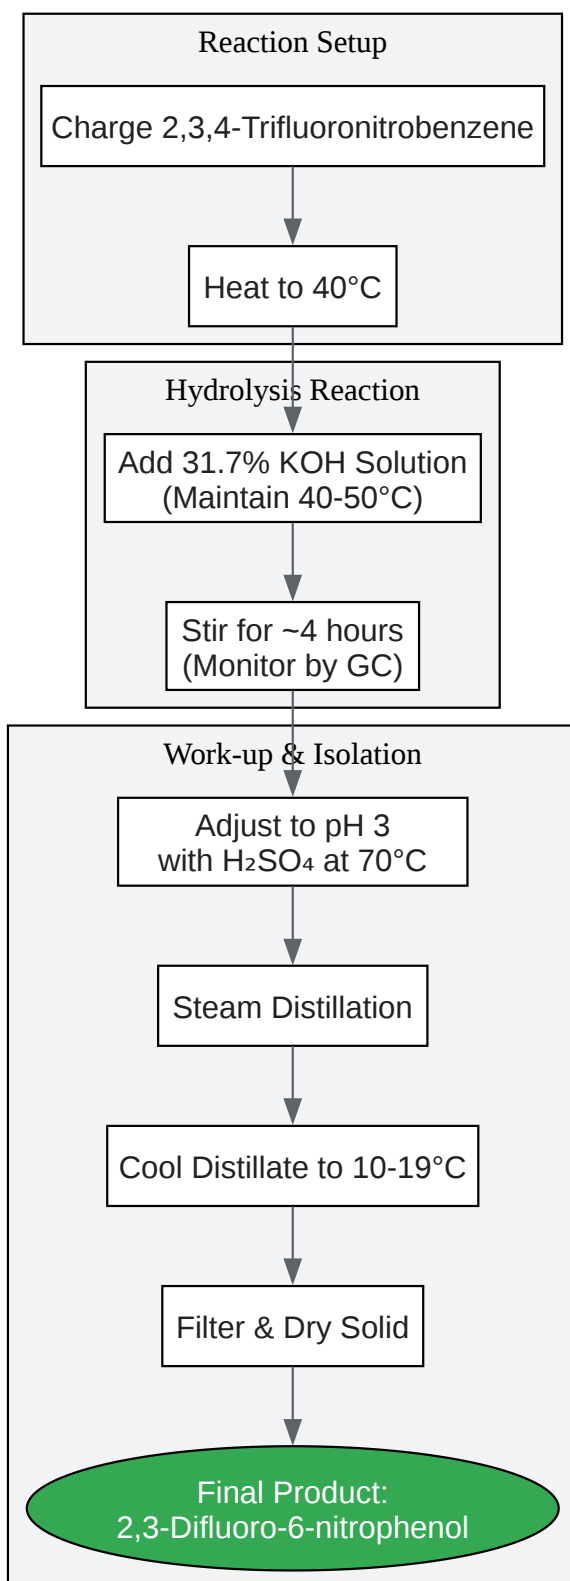 Reaction Setup
Charge 2,3,4-Trifluoronitrobenzene
Heat to 40°C
Hydrolysis Reaction
Add 31.7% KOH Solution
(Maintain 40-50°C)
Stir for ~4 hours
(Monitor by GC)
Work-up & Isolation
Adjust to pH 3
with H₂SO₄ at 70°C
Steam Distillation
Cool Distillate to 10-19°C
Filter & Dry Solid
Final Product:
2,3-Difluoro-6-nitrophenol